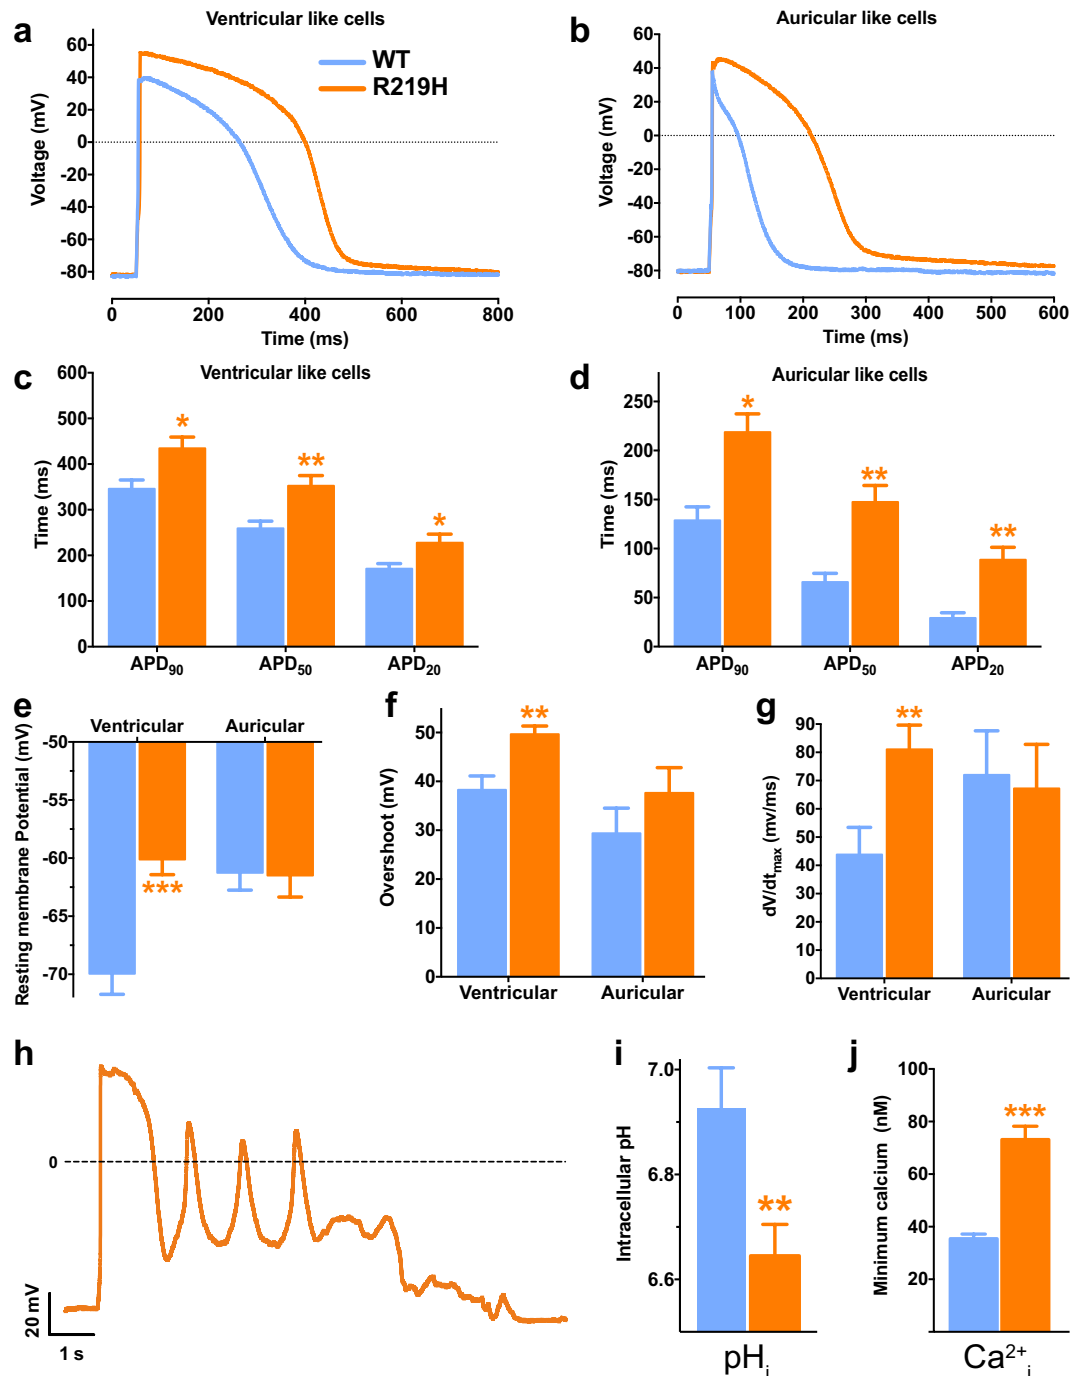 a
Ventricular like cells
60
40
20
0
-20
-40
-60
-80
Voltage (mV)
WT
R219H
0
200
400
600
800
Time (ms)
b
Auricular like cells
60
40
20
0
-20
-40
-60
-80
Voltage (mV)
0
100
200
300
400
500
600
Time (ms)
c
Ventricular like cells
600
500
400
300
200
100
0
Time (ms)
*
**
*
APD90
APD50
APD20
d
Auricular like cells
250
200
150
100
50
0
Time (ms)
*
**
**
APD90
APD50
APD20
e
Ventricular
Auricular
-50
-55
-60
-65
-70
Resting membrane Potential (mV)
***
f
50
40
30
20
10
0
Overshoot (mV)
**
Ventricular
Auricular
g
90
80
70
60
50
40
30
20
10
0
dV/dtmax (mv/ms)
**
Ventricular
Auricular
h
0
20 mV
1 s
i
7.0
6.8
6.6
Intracellular pH
**
pHi
j
100
80
60
40
20
Minimum calcium (nM)
***
Ca2+i